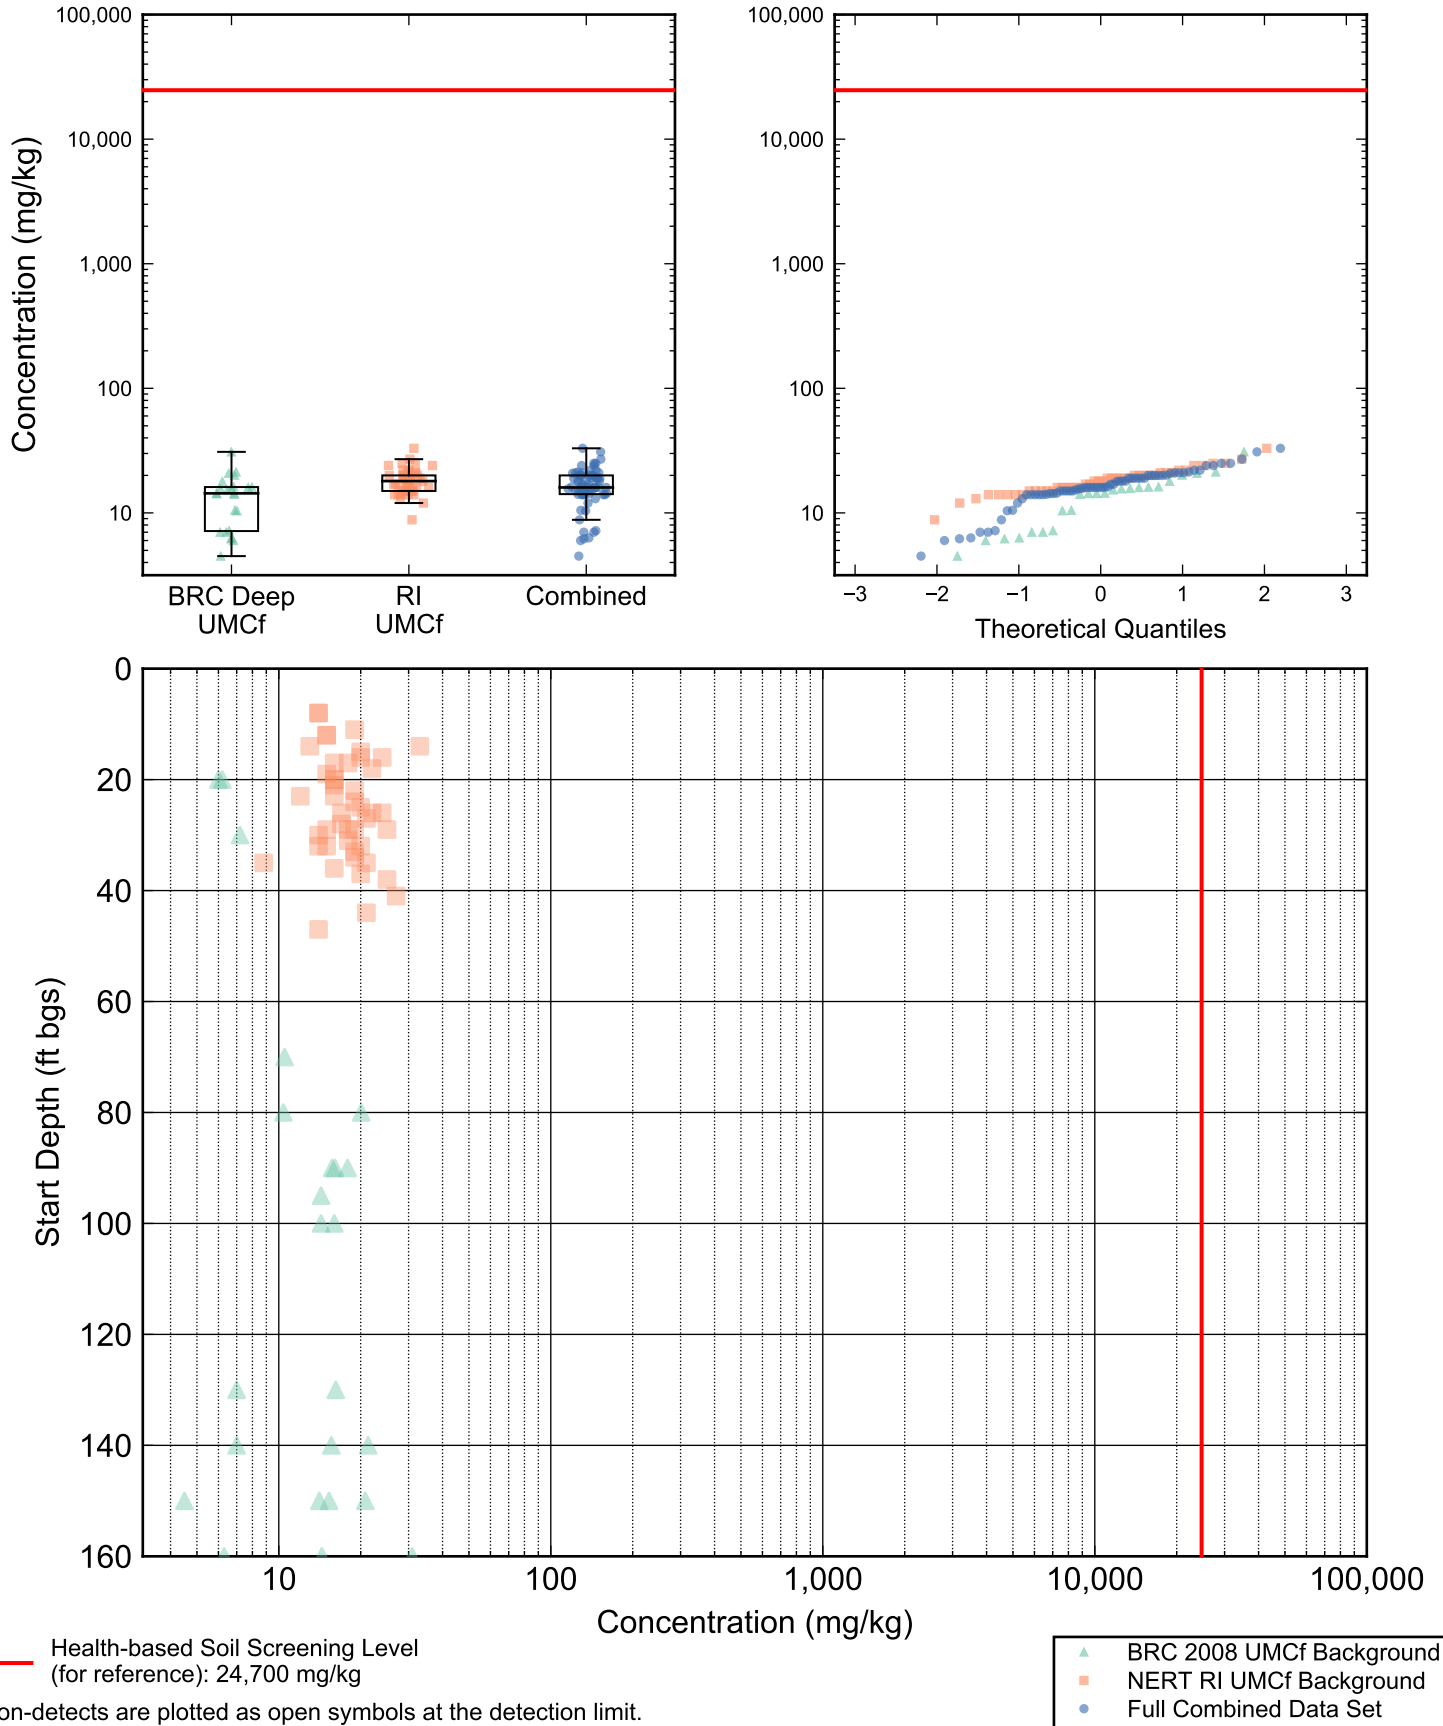 100,000
10,000
1,000
100
10
Concentration (mg/kg)
BRC Deep
UMCf
RI
UMCf
Combined
100,000
10,000
1,000
100
10
−3
−2
−1
0
1
2
3
Theoretical Quantiles
0
20
40
60
80
100
120
140
160
Start Depth (ft bgs)
10
100
1,000
10,000
100,000
Concentration (mg/kg)
Health-based Soil Screening Level
(for reference): 24,700 mg/kg
on-detects are plotted as open symbols at the detection limit.
BRC 2008 UMCf Background
NERT RI UMCf Background
Full Combined Data Set